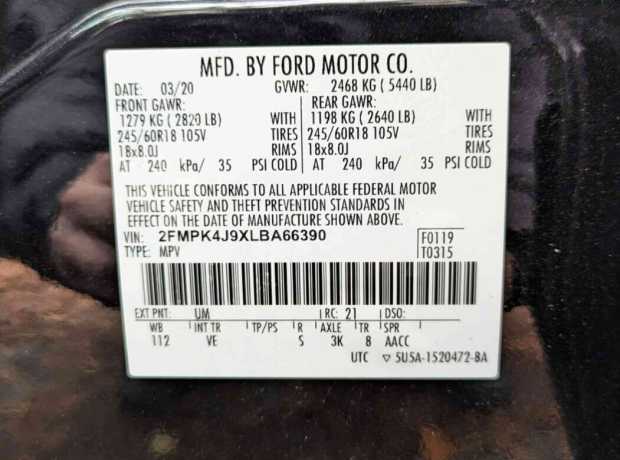 MFD. BY FORD MOTOR CO.
DATE: 03/20 GVWR: 2468 KG ( 5440 LB)
FRONT GAWR: REAR GAWR:
1279 KG ( 2820 LB) WITH 1198 KG ( 2640 LB) WITH
245/60R18 105V TIRES 245/60R18 105V TIRES
18x8.0J RIMS 18x8.0J RIMS
AT 240 kPa/ 35 PSI COLD AT 240 kPa/ 35 PSI COLD
THIS VEHICLE CONFORMS TO ALL APPLICABLE FEDERAL MOTOR
VEHICLE SAFETY AND THEFT PREVENTION STANDARDS IN
EFFECT ON THE DATE OF MANUFACTURE SHOWN ABOVE.
VIN: 2FMPK4J9XLBA66390 F0119
TYPE: MPV T0315
EXT PNT: UM RC: 21 DSO:
WB INT TR TP/PS R AXLE TR SPR
112 VE S 3K 8 AACC
UTC ▽ 5U5A-1520472-BA